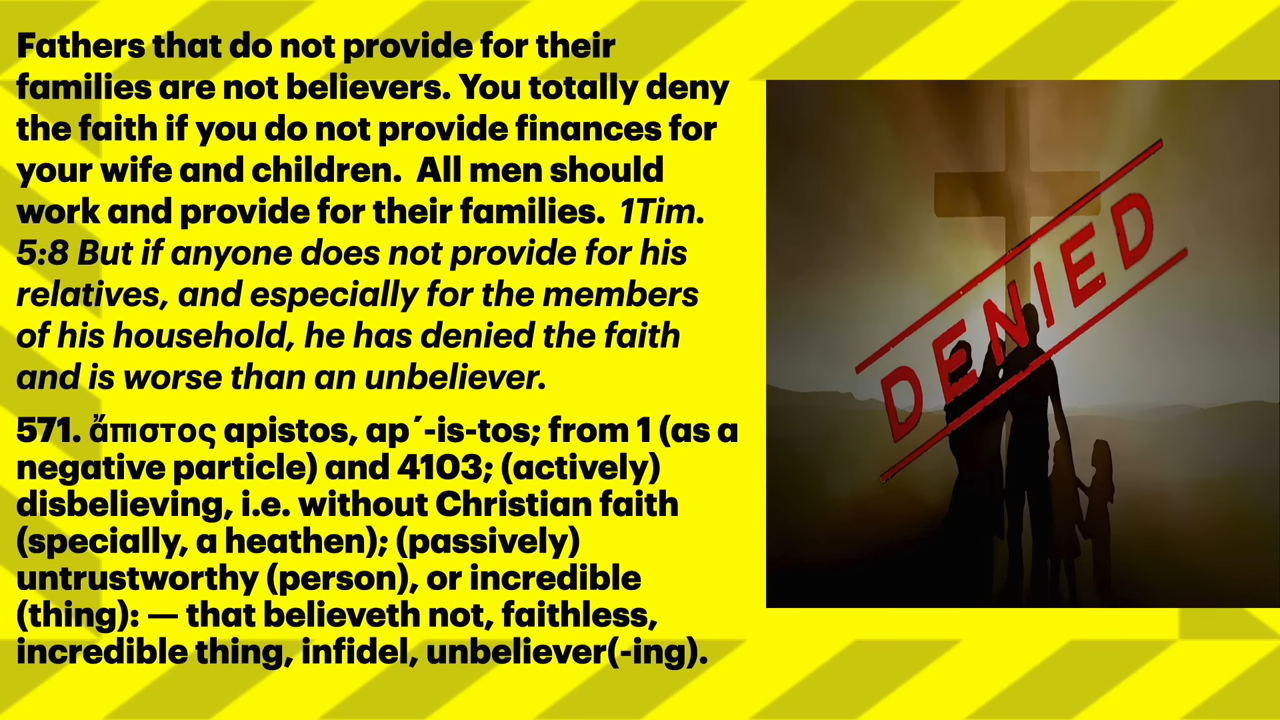 Fathers that do not provide for their
families are not believers. You totally deny
the faith if you do not provide finances for
your wife and children.  All men should
work and provide for their families.  1Tim.
5:8 But if anyone does not provide for his
relatives, and especially for the members
of his household, he has denied the faith
and is worse than an unbeliever.
571. ἄπιστος apistos, ap´-is-tos; from 1 (as a
negative particle) and 4103; (actively)
disbelieving, i.e. without Christian faith
(specially, a heathen); (passively)
untrustworthy (person), or incredible
(thing): — that believeth not, faithless,
incredible thing, infidel, unbeliever(-ing).
DENIED